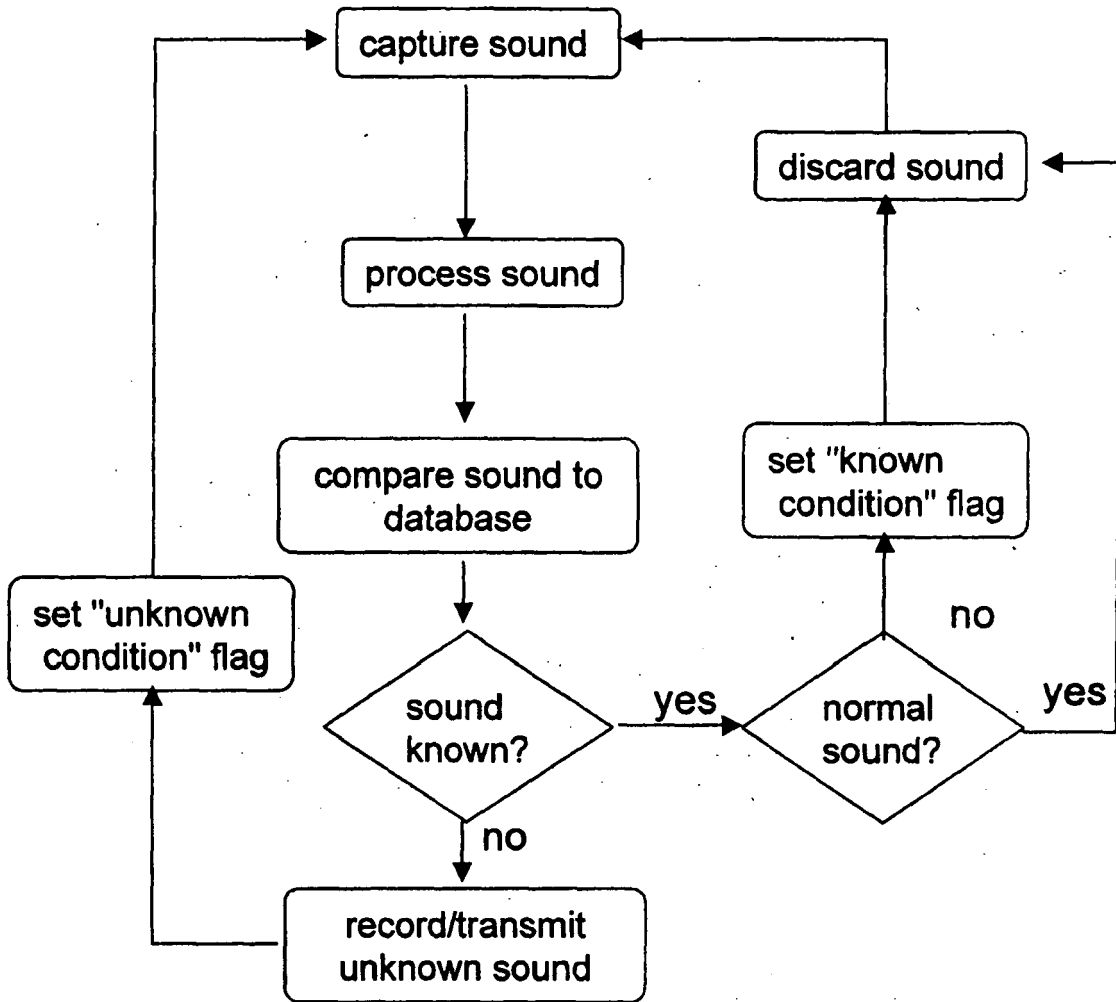 capture sound
discard sound
process sound
compare sound to
database
set "known
condition" flag
set "unknown
condition" flag
no
sound
known?
yes
normal
sound?
yes
no
record/transmit
unknown sound